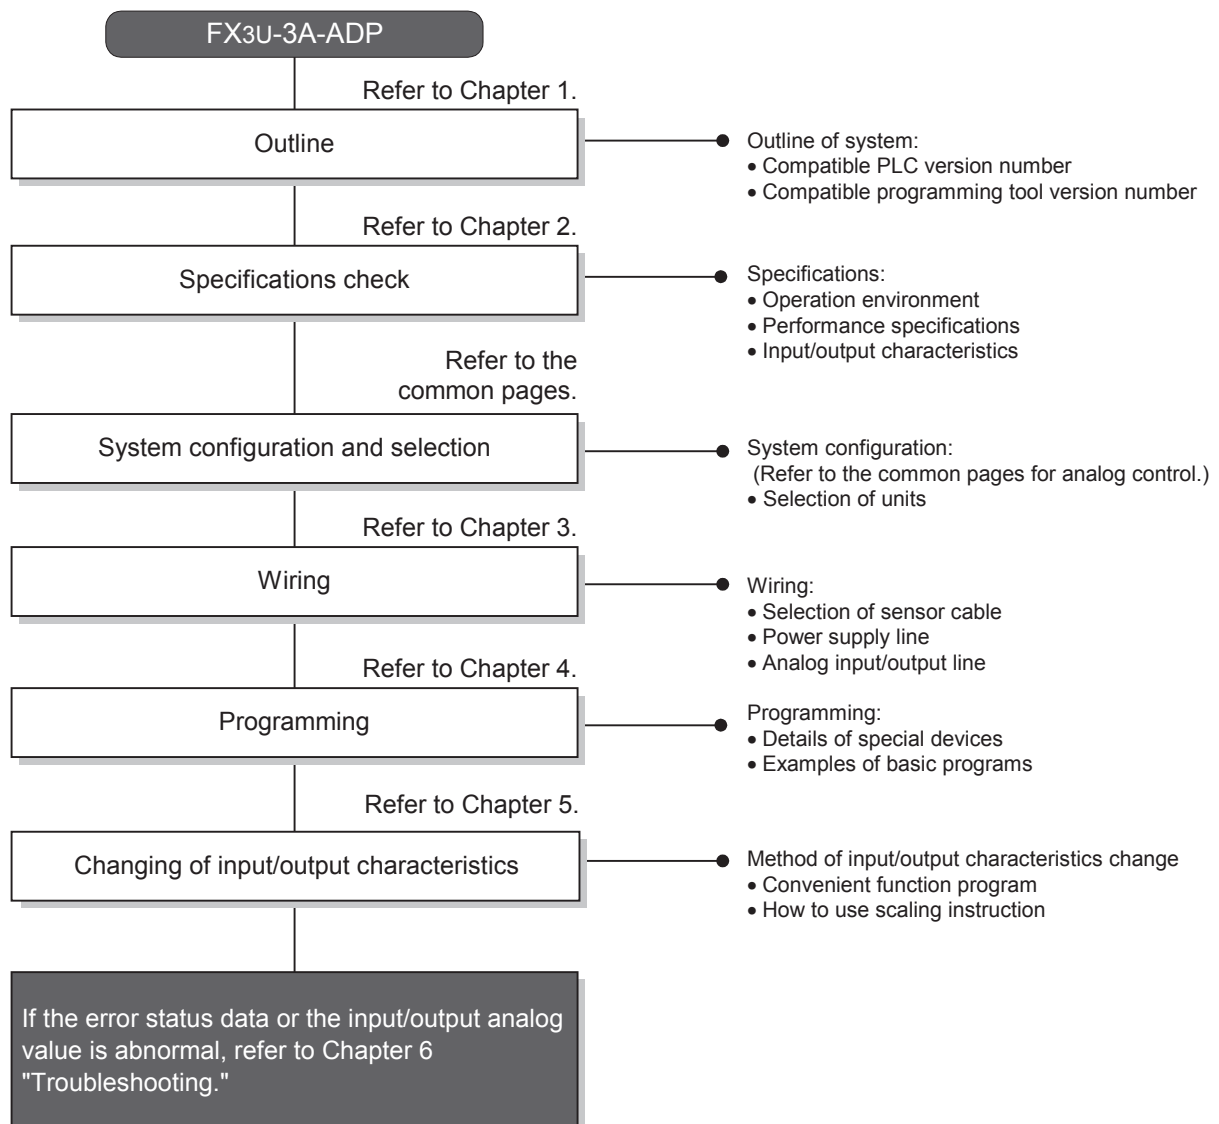 FX3U-3A-ADP
Refer to Chapter 1.
Outline
Outline of system:
• Compatible PLC version number
• Compatible programming tool version number
Refer to Chapter 2.
Specifications check
Specifications:
• Operation environment
• Performance specifications
• Input/output characteristics
Refer to the
common pages.
System configuration and selection
System configuration:
(Refer to the common pages for analog control.)
• Selection of units
Refer to Chapter 3.
Wiring
Wiring:
• Selection of sensor cable
• Power supply line
• Analog input/output line
Refer to Chapter 4.
Programming
Programming:
• Details of special devices
• Examples of basic programs
Refer to Chapter 5.
Changing of input/output characteristics
Method of input/output characteristics change
• Convenient function program
• How to use scaling instruction
If the error status data or the input/output analog
value is abnormal, refer to Chapter 6
"Troubleshooting."